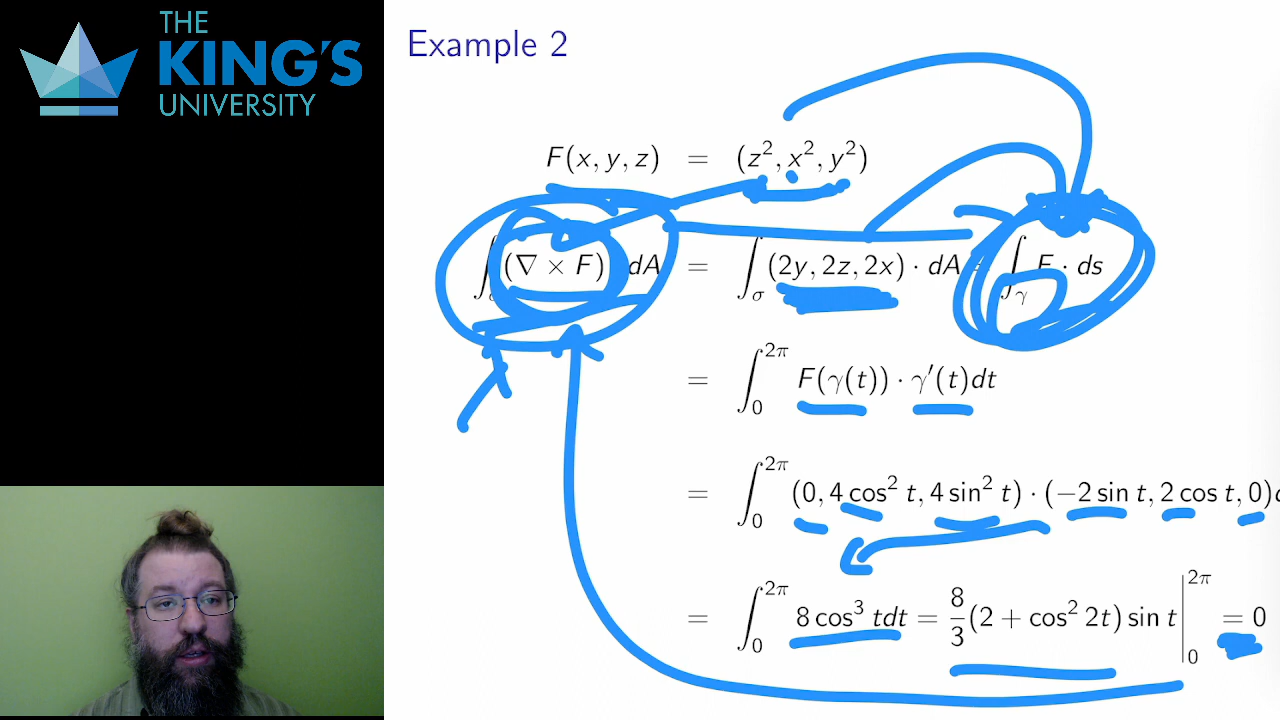 THE
KING'S
UNIVERSITY
Example 2
F(x, y, z) = (z², x², y²)
∫ (∇ × F) dA = ∫_σ (2y, 2z, 2x) · dA = ∫_γ F · ds
= ∫₀^{2π} F(γ(t)) · γ′(t)dt
= ∫₀^{2π} (0, 4 cos² t, 4 sin² t) · (−2 sin t, 2 cos t, 0)
= ∫₀^{2π} 8 cos³ tdt = 8/3 (2 + cos² 2t) sin t |₀^{2π} = 0